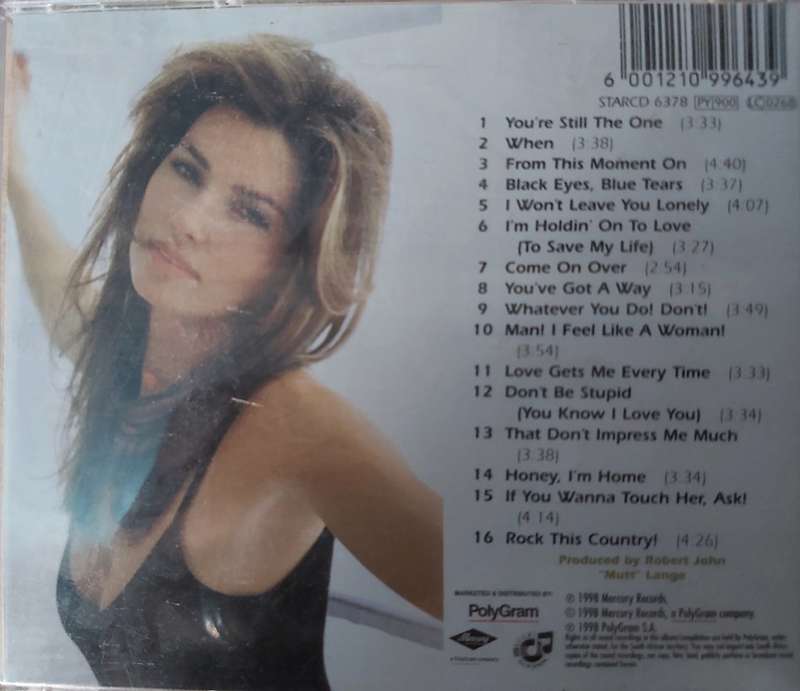 6 001210 996439
STARCD 6378 PY 900 LC 0268
1 You're Still The One (3:33)
2 When (3:38)
3 From This Moment On (4:40)
4 Black Eyes, Blue Tears (3:37)
5 I Won't Leave You Lonely (4:07)
6 I'm Holdin' On To Love
(To Save My Life) (3:27)
7 Come On Over (2:54)
8 You've Got A Way (3:15)
9 Whatever You Do! Don't! (3:49)
10 Man! I Feel Like A Woman!
(3:54)
11 Love Gets Me Every Time (3:33)
12 Don't Be Stupid
(You Know I Love You) (3:34)
13 That Don't Impress Me Much
(3:38)
14 Honey, I'm Home (3:34)
15 If You Wanna Touch Her, Ask!
(4:14)
16 Rock This Country! (4:26)
Produced by Robert John
"Mutt" Lange
MARKETED & DISTRIBUTED BY:
PolyGram
Mercury
℗ 1998 Mercury Records,
© 1998 Mercury Records, a PolyGram company.
℗ 1998 PolyGram S.A.